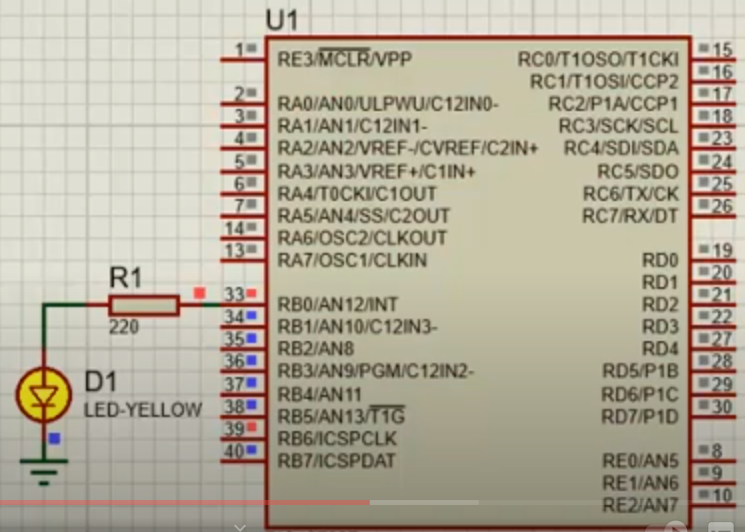 U1
1 RE3/MCLR/VPP RC0/T1OSO/T1CKI 15
RC1/T1OSI/CCP2 16
2 RA0/AN0/ULPWU/C12IN0- RC2/P1A/CCP1 17
3 RA1/AN1/C12IN1- RC3/SCK/SCL 18
4 RA2/AN2/VREF-/CVREF/C2IN+ RC4/SDI/SDA 23
5 RA3/AN3/VREF+/C1IN+ RC5/SDO 24
6 RA4/T0CKI/C1OUT RC6/TX/CK 25
7 RA5/AN4/SS/C2OUT RC7/RX/DT 26
14 RA6/OSC2/CLKOUT
13 RA7/OSC1/CLKIN RD0 19
RD1 20
R1
33 RB0/AN12/INT RD2 21
220
34 RB1/AN10/C12IN3- RD3 22
35 RB2/AN8 RD4 27
36 RB3/AN9/PGM/C12IN2- RD5/P1B 28
D1
37 RB4/AN11 RD6/P1C 29
LED-YELLOW
38 RB5/AN13/T1G RD7/P1D 30
39 RB6/ICSPCLK
40 RB7/ICSPDAT RE0/AN5 8
RE1/AN6 9
RE2/AN7 10